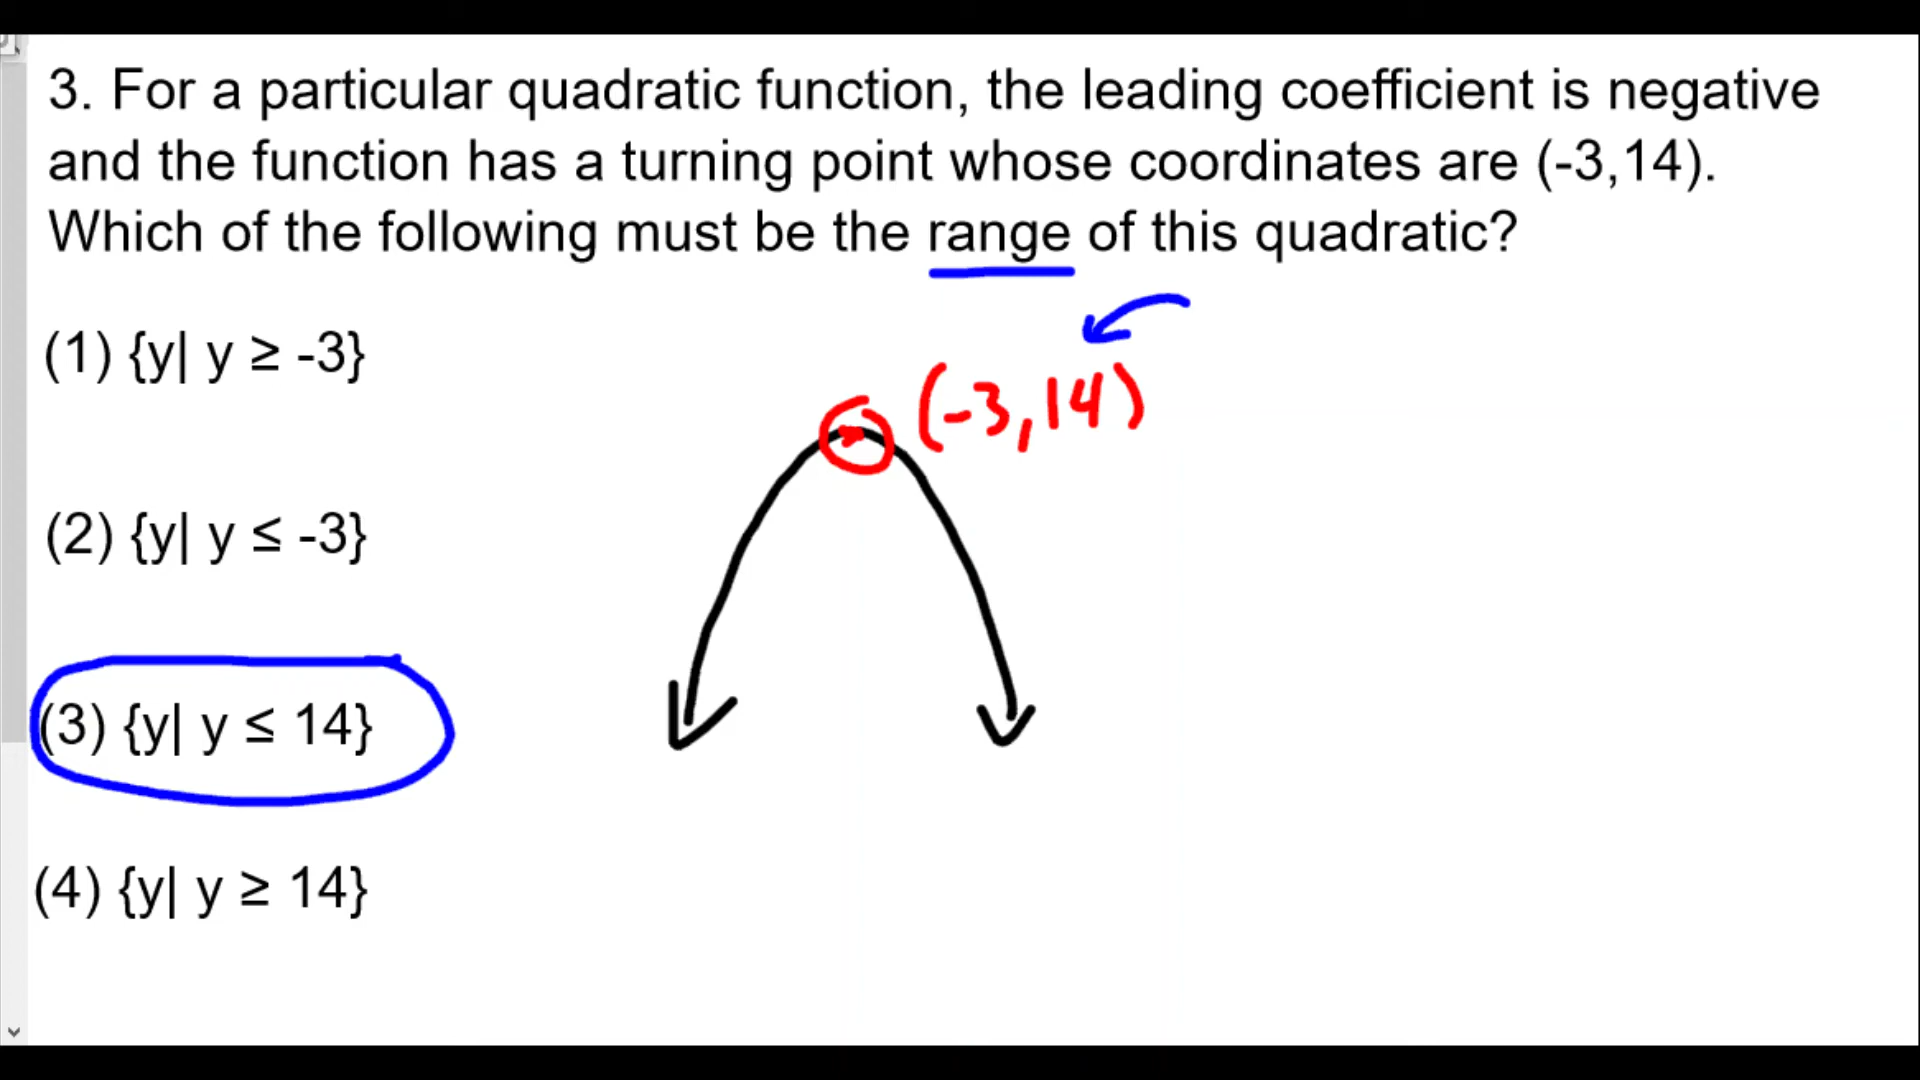 3. For a particular quadratic function, the leading coefficient is negative
and the function has a turning point whose coordinates are (-3,14).
Which of the following must be the range of this quadratic?
(1) {y| y ≥ -3}
(-3,14)
(2) {y| y ≤ -3}
(3) {y| y ≤ 14}
(4) {y| y ≥ 14}